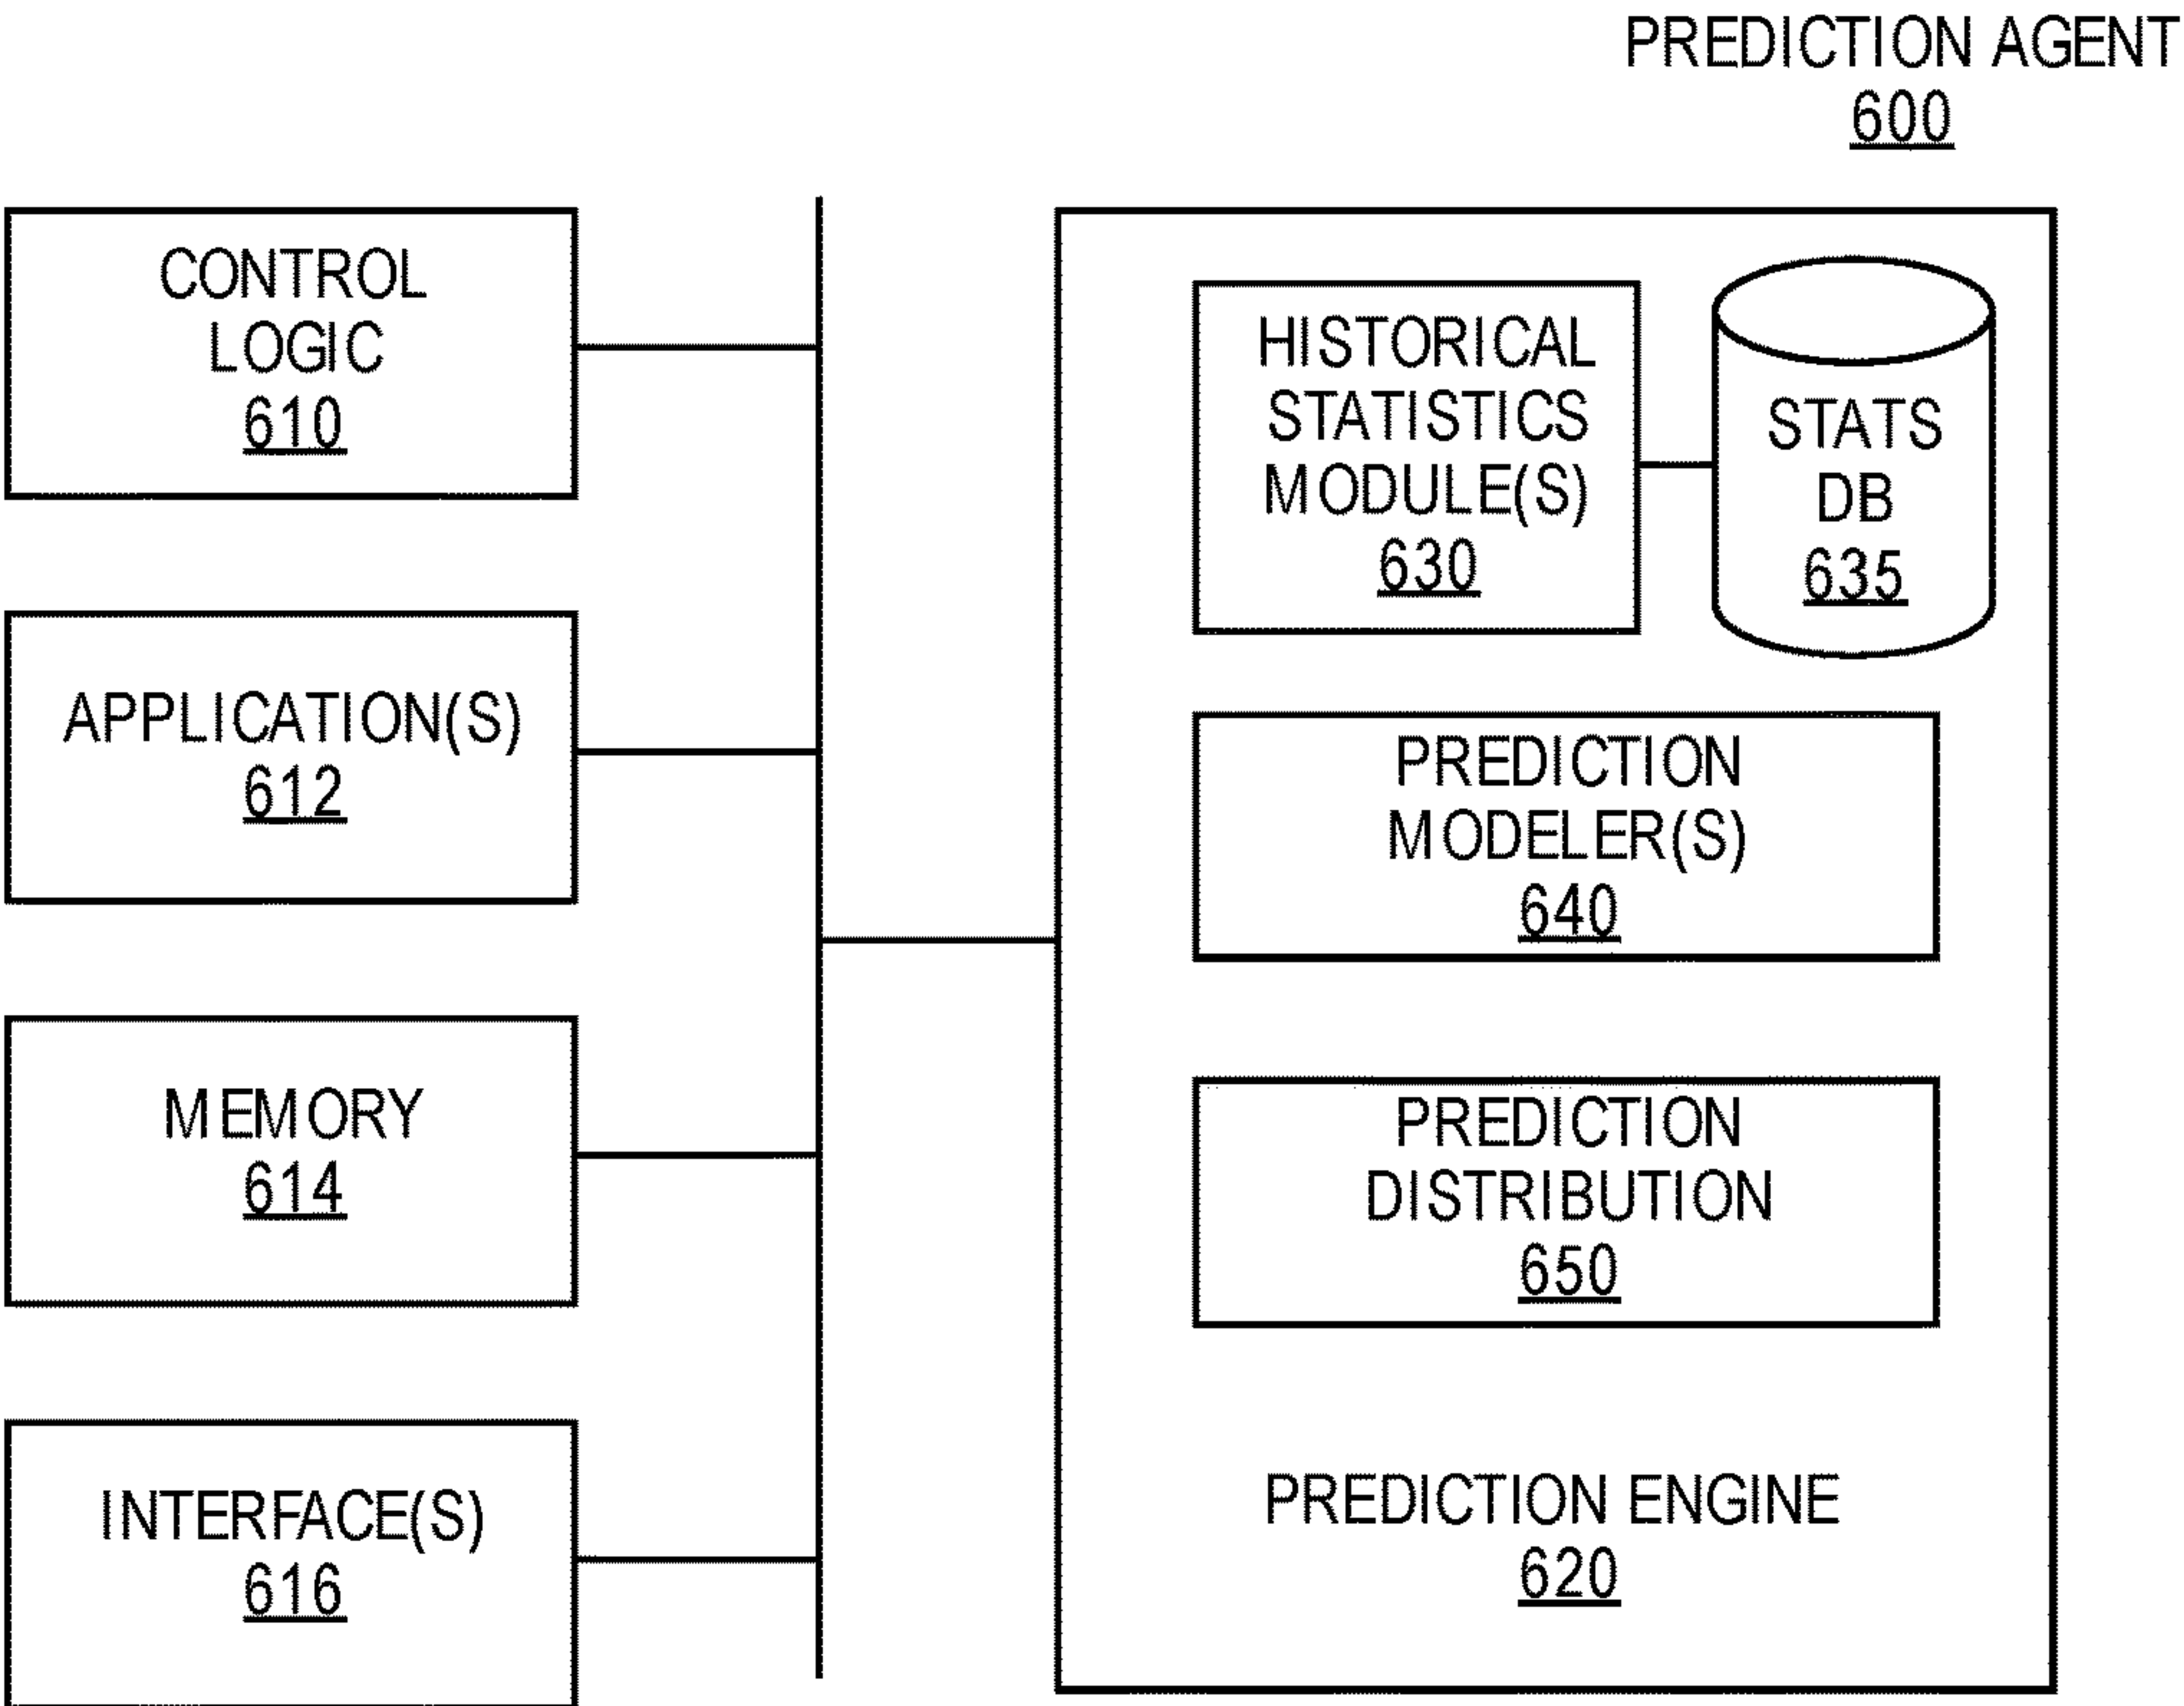 PREDICTION AGENT
600
CONTROL
LOGIC
610
APPLICATION(S)
612
MEMORY
614
INTERFACE(S)
616
HISTORICAL
STATISTICS
MODULE(S)
630
STATS
DB
635
PREDICTION
MODELER(S)
640
PREDICTION
DISTRIBUTION
650
PREDICTION ENGINE
620